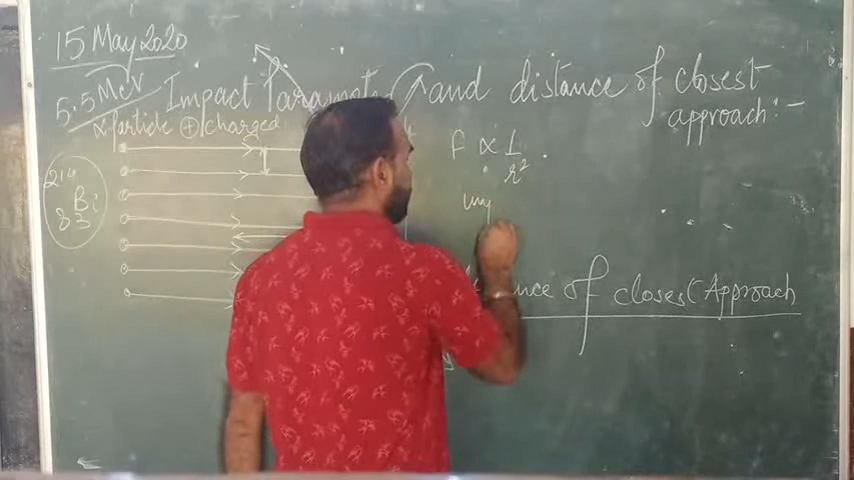 15 May 2020
5.5 MeV Impact Parameter and distance of closest
approach:-
α particle ⊕ charged
F ∝ 1/r²
214
Bi
83
of closest Approach